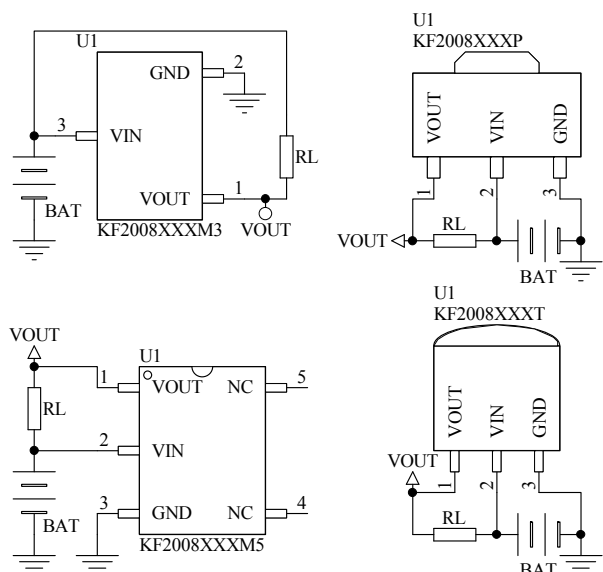 U1
GND
2
3
VIN
RL
BAT
VOUT
1
VOUT
KF2008XXXM3
U1
KF2008XXXP
VOUT
VIN
GND
1
2
3
VOUT
RL
BAT
VOUT
U1
1
VOUT
NC
5
RL
2
VIN
3
GND
NC
4
BAT
KF2008XXXM5
U1
KF2008XXXT
VOUT
VIN
GND
VOUT
1
2
3
RL
BAT